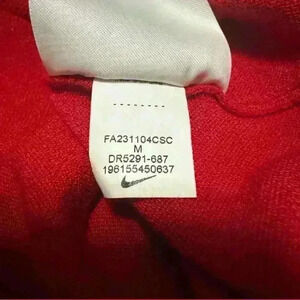 --------
FA231104CSC
M
DR5291-687
196155450637